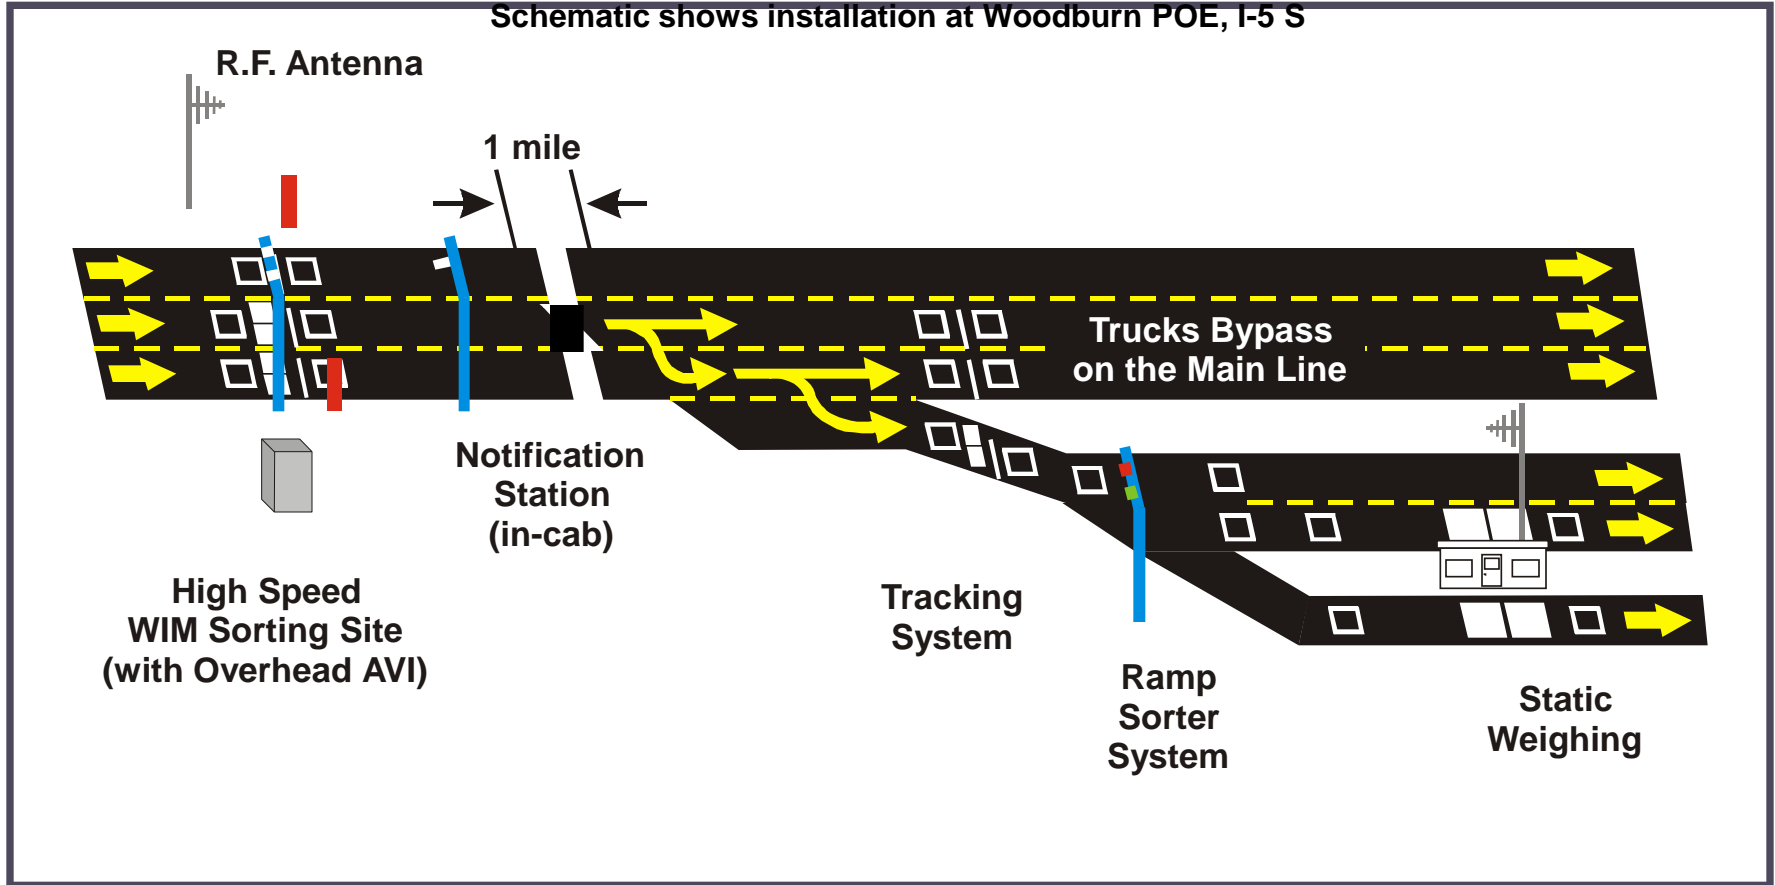 Schematic shows installation at Woodburn POE, I-5 S
R.F. Antenna
1 mile
Trucks Bypass
on the Main Line
Notification
Station
(in-cab)
High Speed
WIM Sorting Site
(with Overhead AVI)
Tracking
System
Ramp
Sorter
System
Static
Weighing